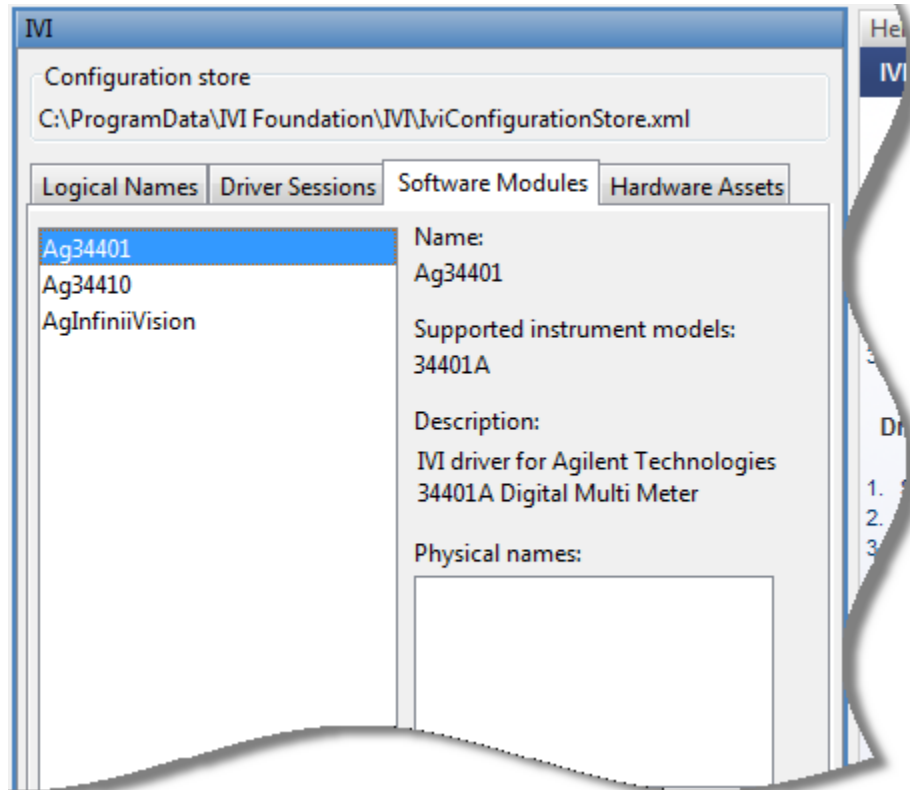 IVI
Configuration store
C:\ProgramData\IVI Foundation\IVI\IviConfigurationStore.xml
Logical Names
Driver Sessions
Software Modules
Hardware Assets
Ag34401
Ag34410
AgInfiniiVision
Name:
Ag34401
Supported instrument models:
34401A
Description:
IVI driver for Agilent Technologies
34401A Digital Multi Meter
Physical names:
1.
2.